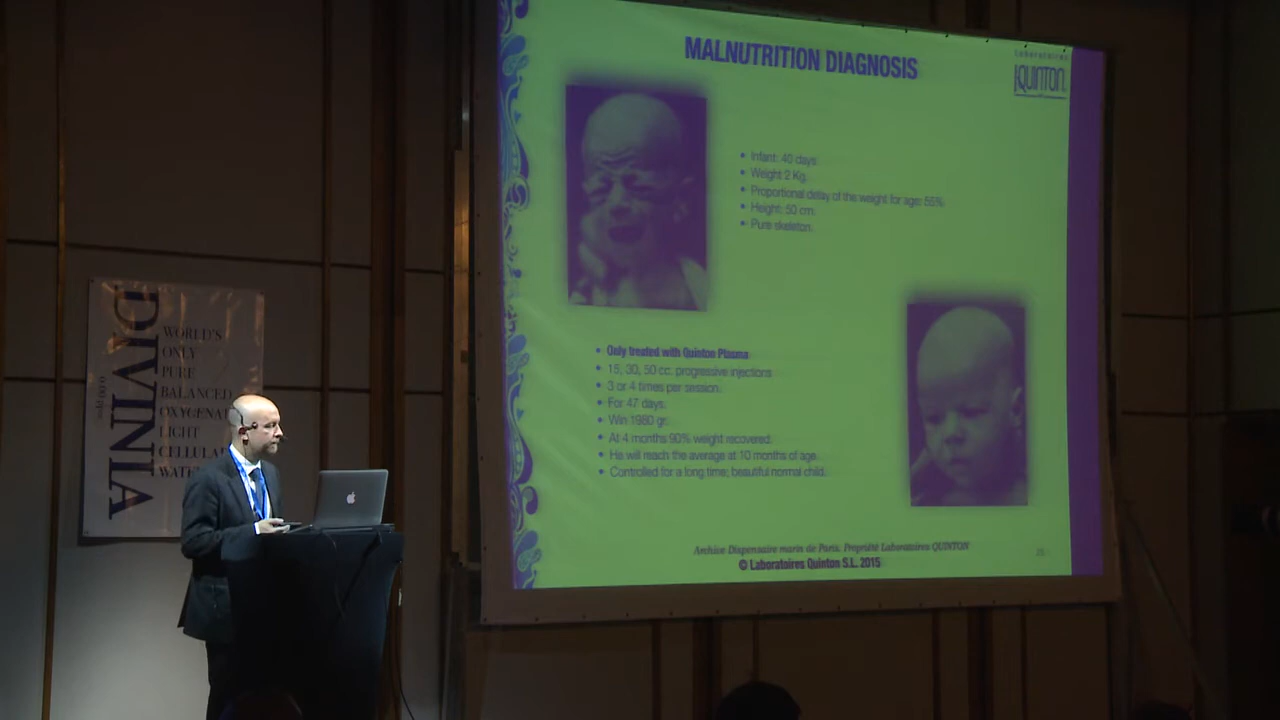 MALNUTRITION DIAGNOSIS
Laboratoires
QUINTON
• Infant: 40 days.
• Weight 2 Kg.
• Proportional delay of the weight for age: 55%
• Height: 50 cm.
• Pure skeleton.
• Only treated with Quinton Plasma
• 15, 30, 50 cc. progressive injections
• 3 or 4 times per session.
• For 47 days.
• Win 1980 gr.
• At 4 months 90% weight recovered.
• He will reach the average at 10 months of age.
• Controlled for a long time; beautiful normal child.
Archive Dispensaire marin de Paris. Propriété Laboratoires QUINTON
© Laboratoires Quinton S.L. 2015
DIVINIA
WORLD'S
ONLY
PURE
BALANCED
OXYGENAT
LIGHT
CELLULAR
WATE